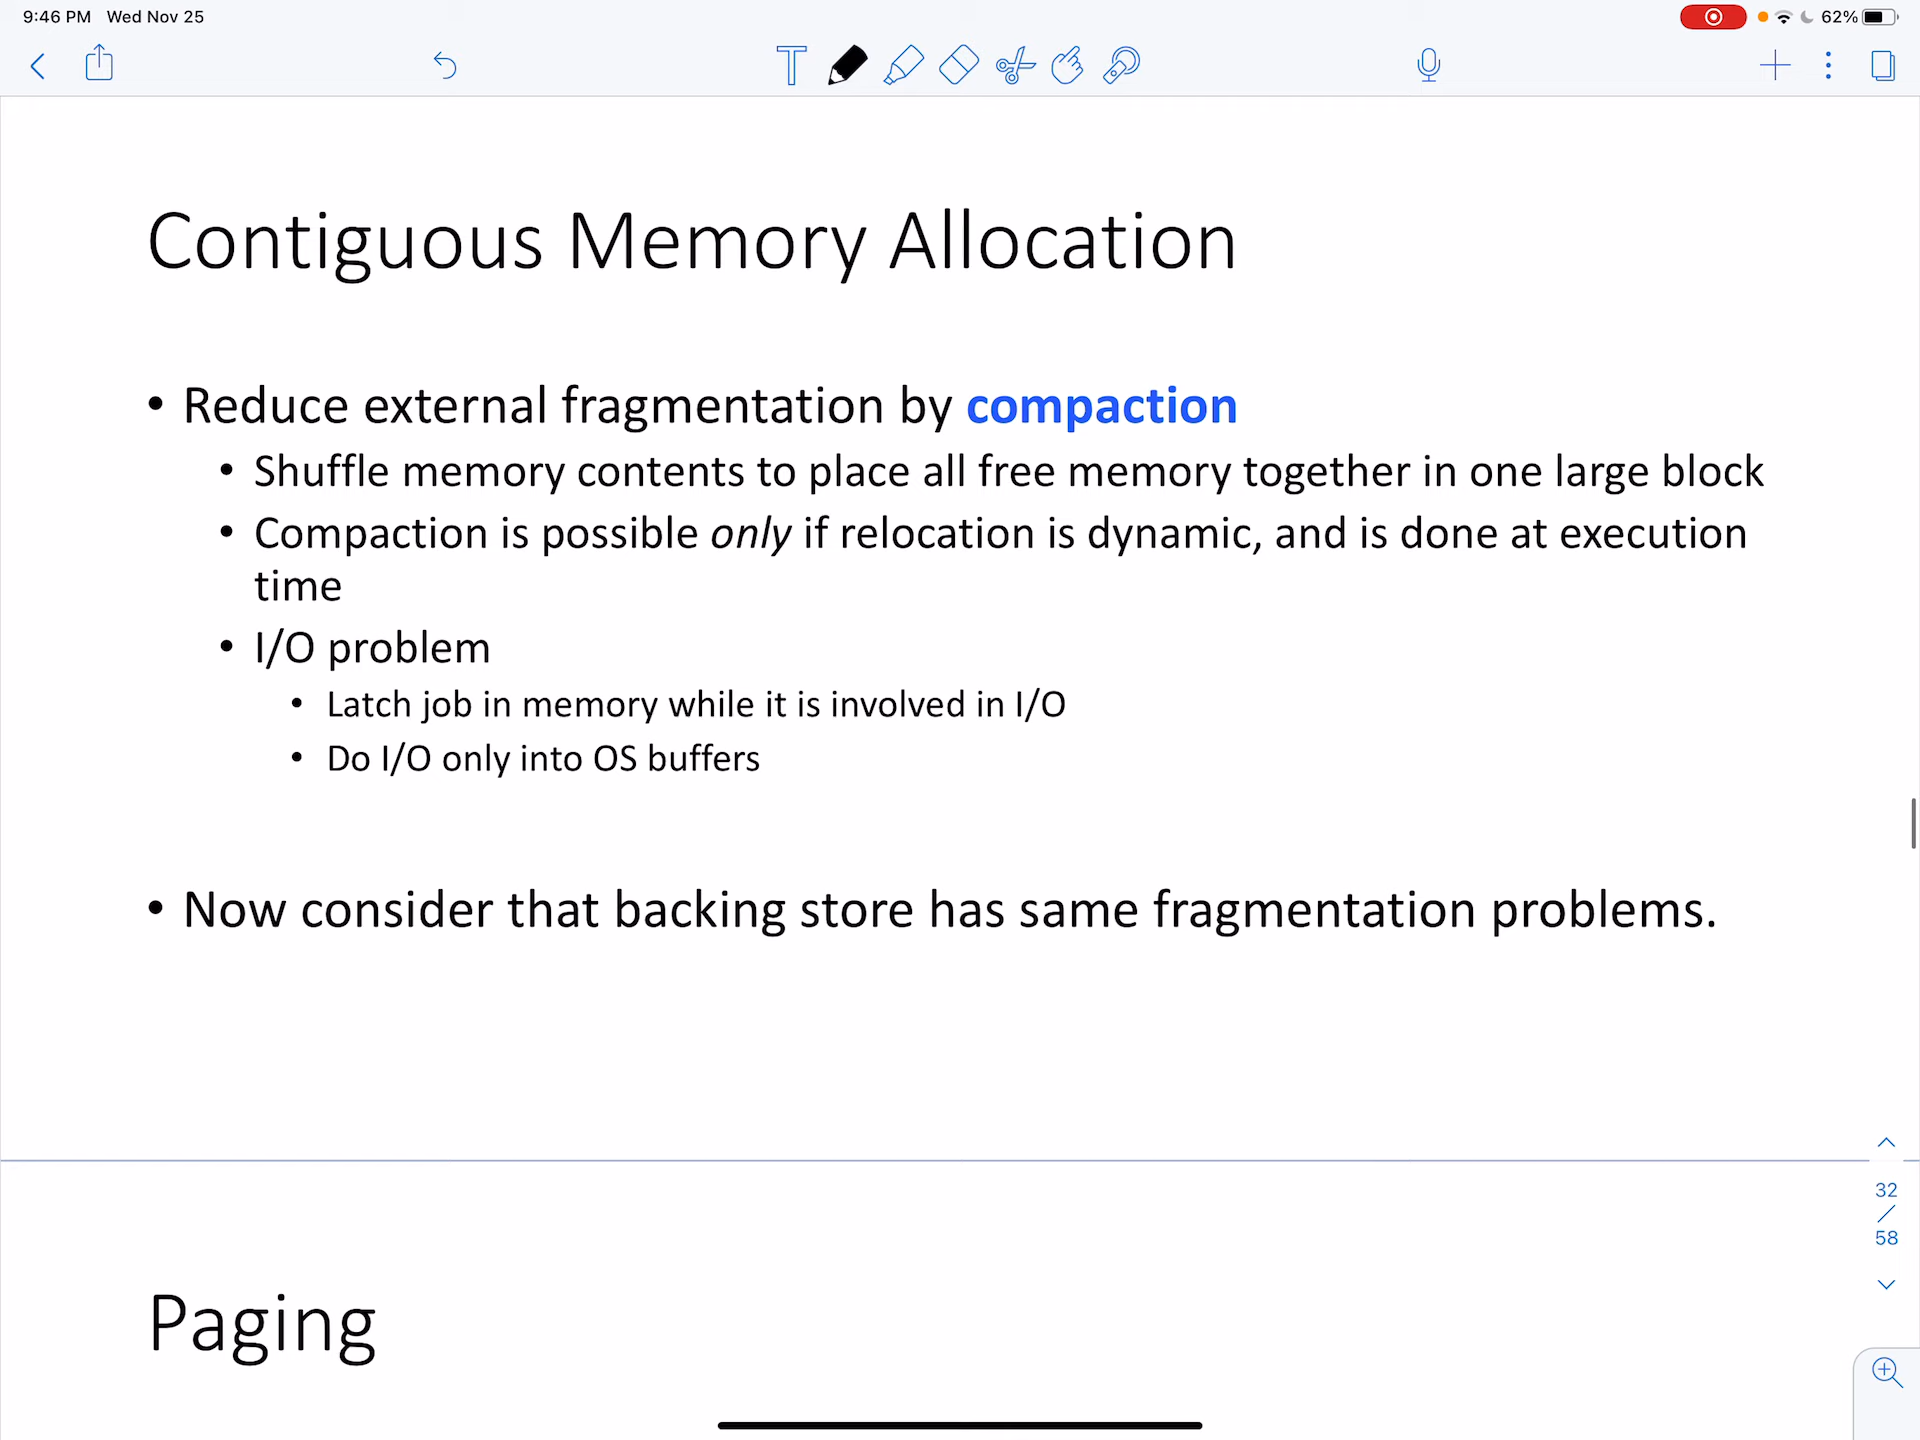 9:46 PM Wed Nov 25
62%
Contiguous Memory Allocation
• Reduce external fragmentation by compaction
• Shuffle memory contents to place all free memory together in one large block
• Compaction is possible only if relocation is dynamic, and is done at execution
time
• I/O problem
• Latch job in memory while it is involved in I/O
• Do I/O only into OS buffers
• Now consider that backing store has same fragmentation problems.
32
/
58
Paging